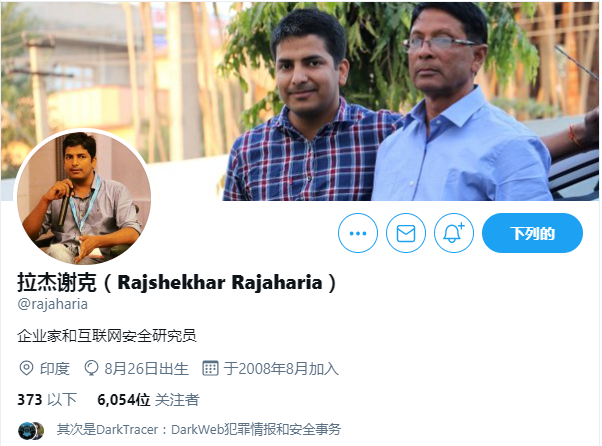 下列的
拉杰谢克（Rajshekhar Rajaharia）
@rajaharia
企业家和互联网安全研究员
印度 8月26日出生 于2008年8月加入
373 以下 6,054位 关注者
其次是DarkTracer：DarkWeb犯罪情报和安全事务